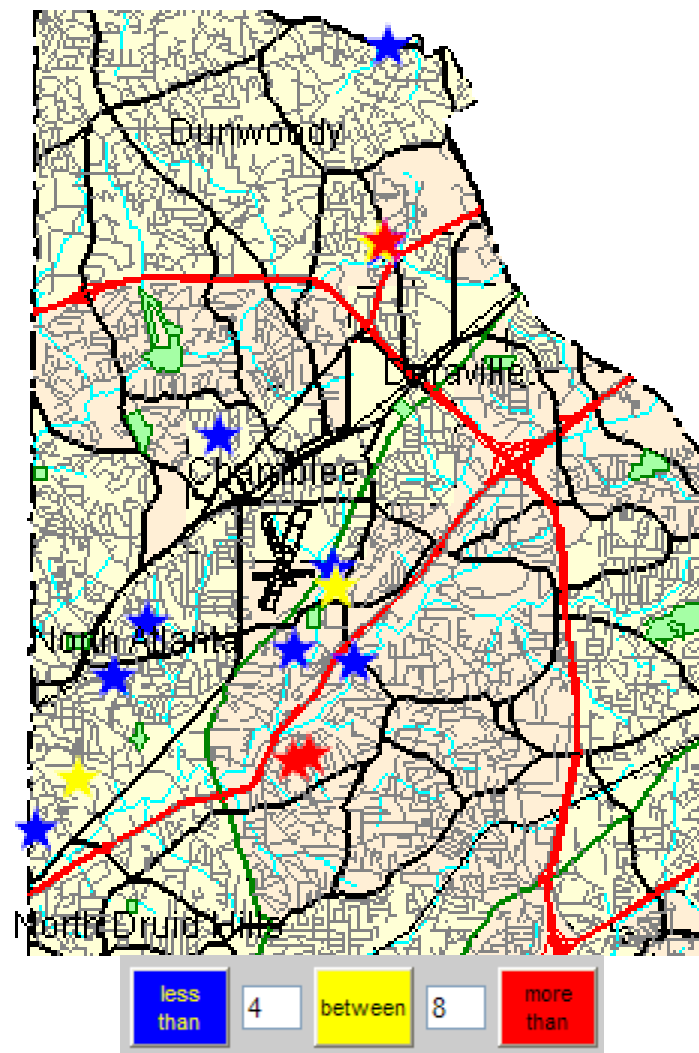 Dunwoody
Doraville
Chamblee
North Atlanta
North Druid Hills
less than 4 between 8 more than